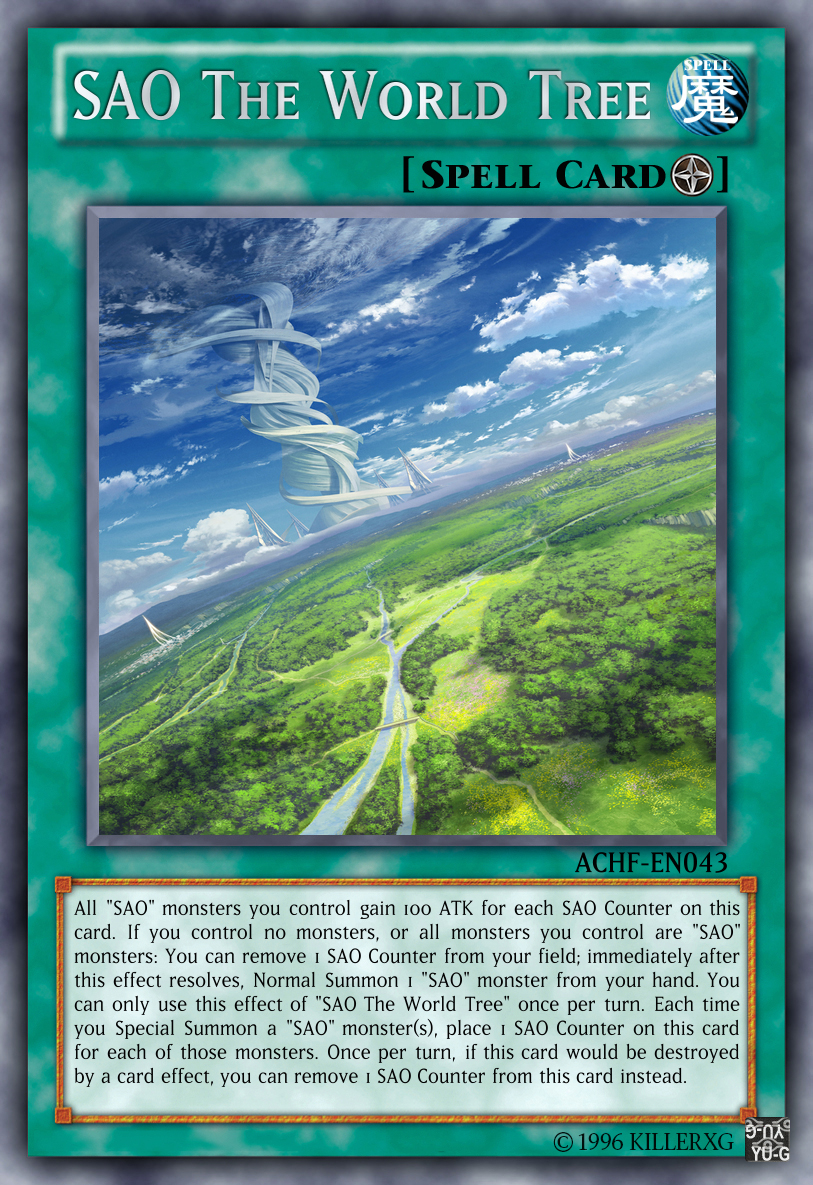 SAO The World Tree
SPELL
魔
[Spell Card]
ACHF-EN043
All "SAO" monsters you control gain 100 ATK for each SAO Counter on this
card. If you control no monsters, or all monsters you control are "SAO"
monsters: You can remove 1 SAO Counter from your field; immediately after
this effect resolves, Normal Summon 1 "SAO" monster from your hand. You
can only use this effect of "SAO The World Tree" once per turn. Each time
you Special Summon a "SAO" monster(s), place 1 SAO Counter on this card
for each of those monsters. Once per turn, if this card would be destroyed
by a card effect, you can remove 1 SAO Counter from this card instead.
© 1996 KILLERXG
YU-G
YU-G